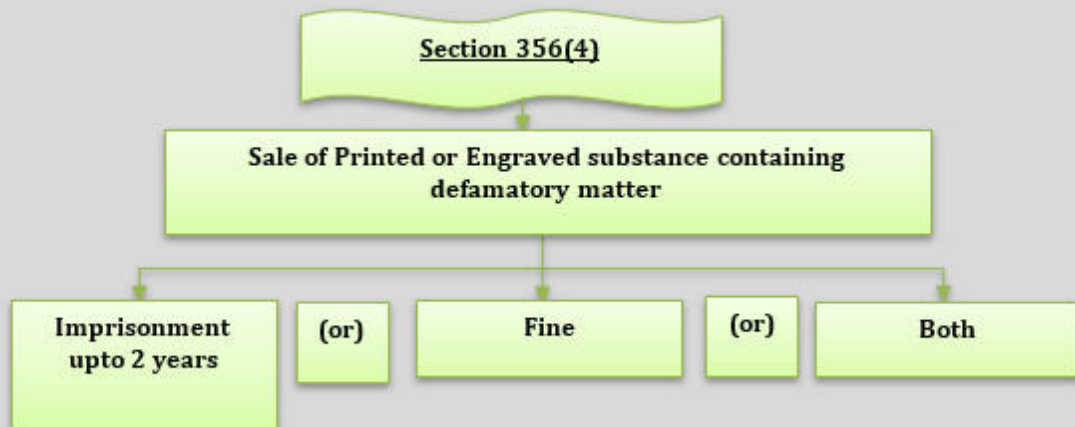 Section 356(4)
Sale of Printed or Engraved substance containing
defamatory matter
Imprisonment
upto 2 years
(or)
Fine
(or)
Both